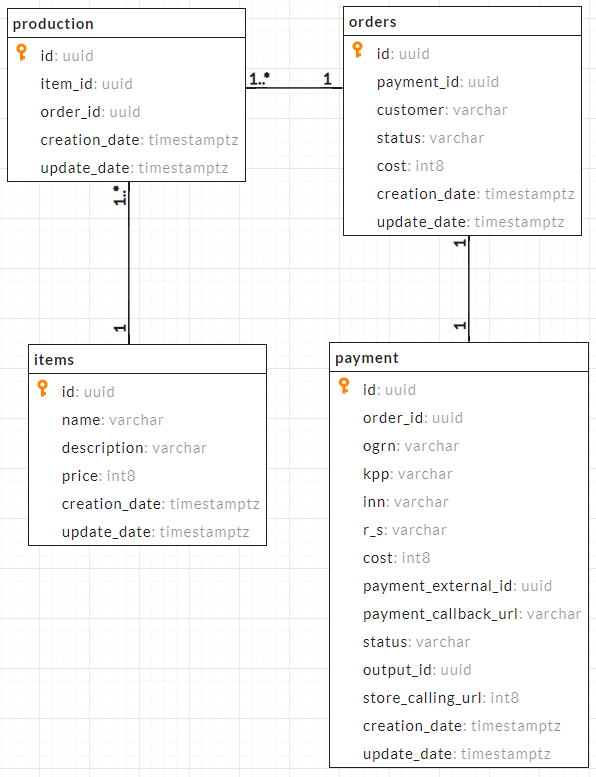 production
id: uuid
item_id: uuid
order_id: uuid
creation_date: timestamptz
update_date: timestamptz
1..*
1
orders
id: uuid
payment_id: uuid
customer: varchar
status: varchar
cost: int8
creation_date: timestamptz
update_date: timestamptz
1..*
1
1
1
items
id: uuid
name: varchar
description: varchar
price: int8
creation_date: timestamptz
update_date: timestamptz
payment
id: uuid
order_id: uuid
ogrn: varchar
kpp: varchar
inn: varchar
r_s: varchar
cost: int8
payment_external_id: uuid
payment_callback_url: varchar
status: varchar
output_id: uuid
store_calling_url: int8
creation_date: timestamptz
update_date: timestamptz